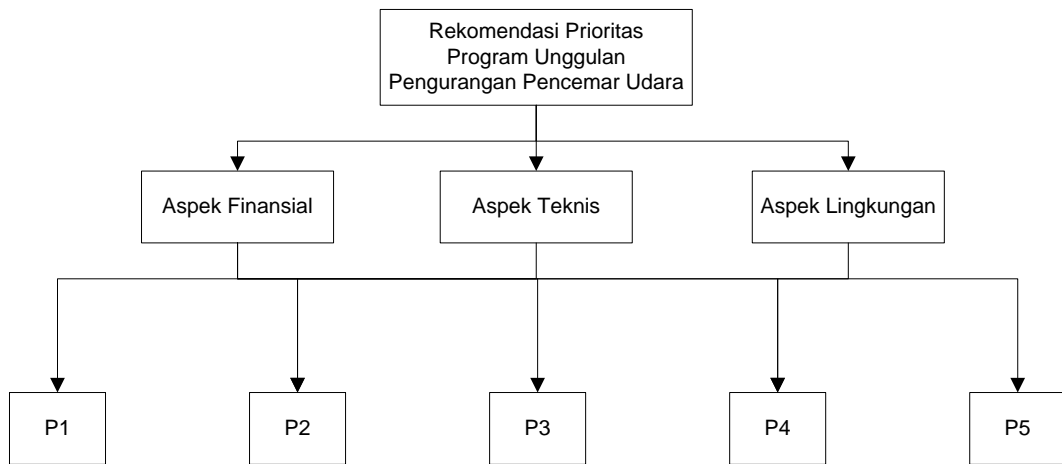 Rekomendasi Prioritas
Program Unggulan
Pengurangan Pencemar Udara
Aspek Finansial
Aspek Teknis
Aspek Lingkungan
P1
P2
P3
P4
P5